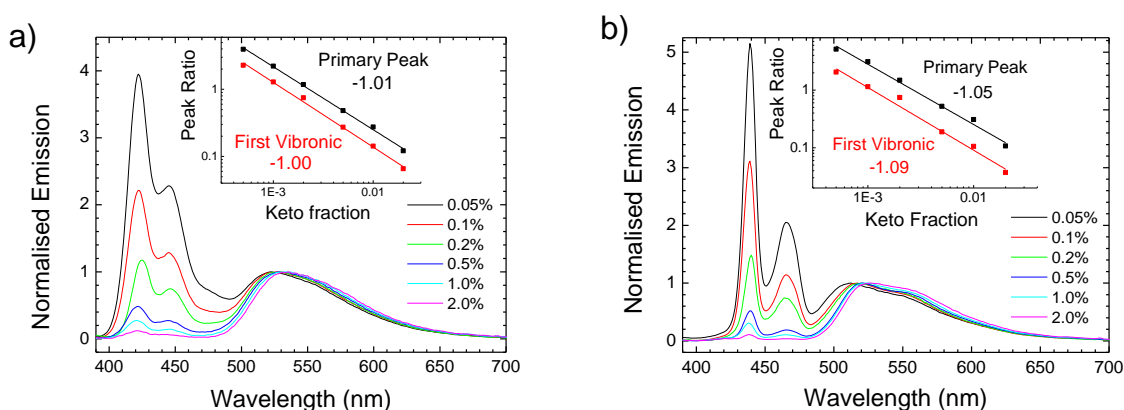 a)
Normalised Emission
4
3
2
1
0
400 450 500 550 600 650 700
Wavelength (nm)
Peak Ratio
1
0.1
1E-3 0.01
Keto fraction
Primary Peak
-1.01
First Vibronic
-1.00
0.05%
0.1%
0.2%
0.5%
1.0%
2.0%
b)
Normalised Emission
5
4
3
2
1
0
400 450 500 550 600 650 700
Wavelength (nm)
Peak Ratio
1
0.1
1E-3 0.01
Keto Fraction
Primary Peak
-1.05
First Vibronic
-1.09
0.05%
0.1%
0.2%
0.5%
1.0%
2.0%